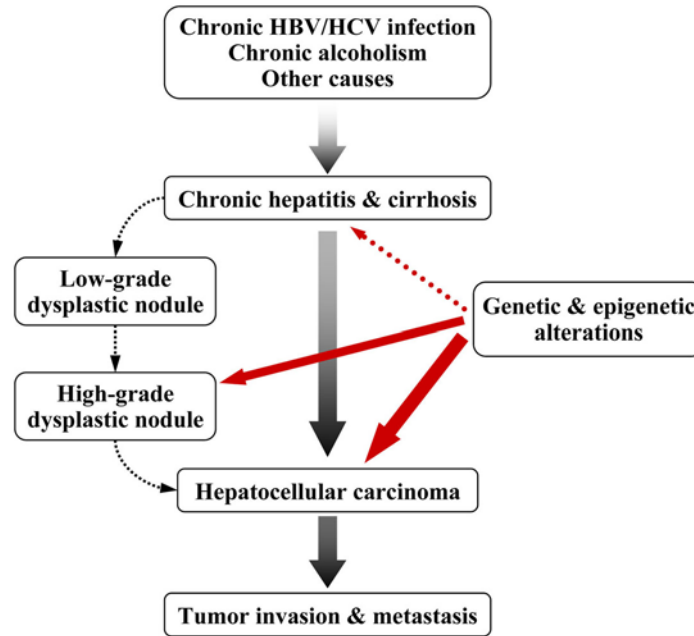 Chronic HBV/HCV infection
Chronic alcoholism
Other causes
Chronic hepatitis & cirrhosis
Low-grade
dysplastic nodule
Genetic & epigenetic
alterations
High-grade
dysplastic nodule
Hepatocellular carcinoma
Tumor invasion & metastasis